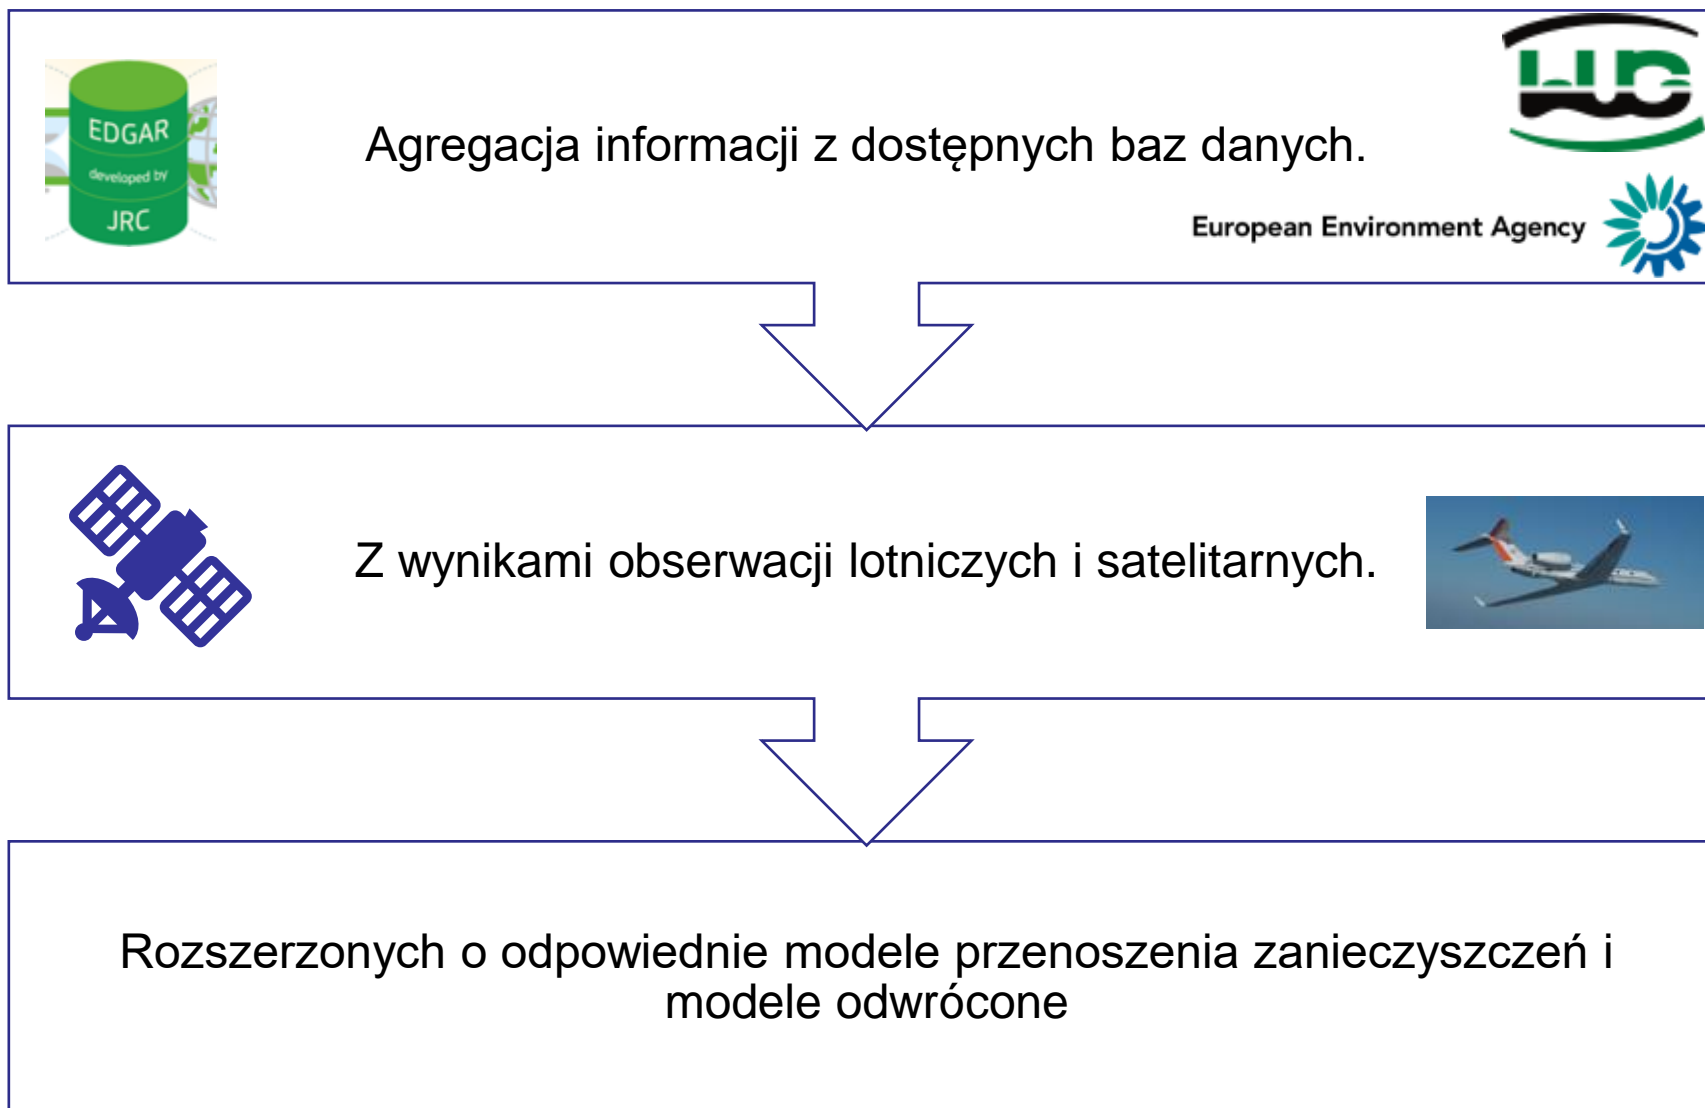 EDGAR
developed by
JRC
Agregacja informacji z dostępnych baz danych.
WUG
European Environment Agency
Z wynikami obserwacji lotniczych i satelitarnych.
Rozszerzonych o odpowiednie modele przenoszenia zanieczyszczeń i
modele odwrócone